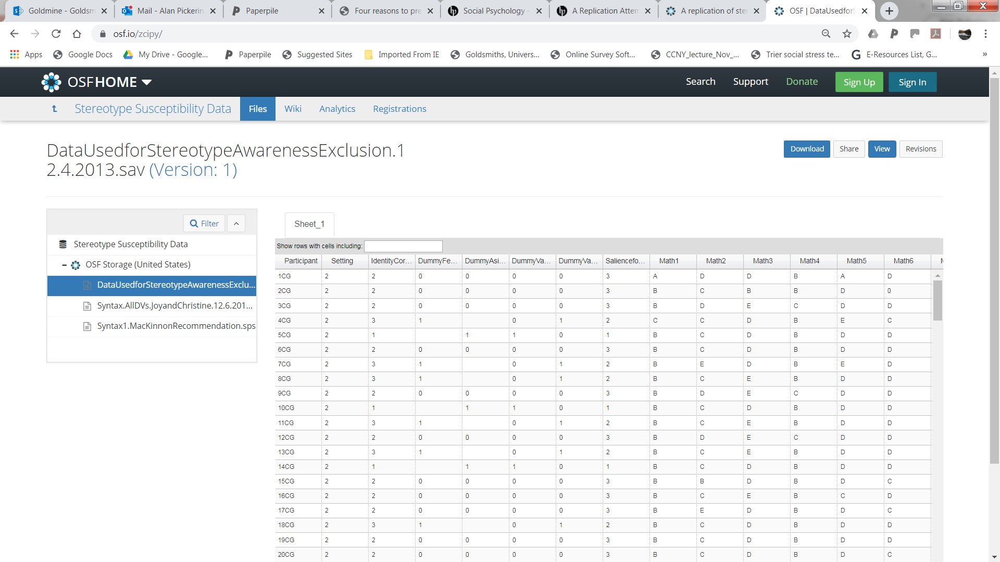 Goldmine - Goldsm
Mail - Alan Pickerin
Paperpile
Four reasons to pre
Social Psychology -
A Replication Attem
A replication of ster
OSF | DataUsedforS
osf.io/zcipy/
Apps Google Docs My Drive - Google... Paperpile Suggested Sites Imported From IE Goldsmiths, Univers... Online Survey Soft... CCNY_lecture_Nov_... Trier social stress te... E-Resources List, G... »
OSFHOME Search Support Donate Sign Up Sign In
Stereotype Susceptibility Data Files Wiki Analytics Registrations
DataUsedforStereotypeAwarenessExclusion.1
2.4.2013.sav (Version: 1)
Download Share View Revisions
Filter
Stereotype Susceptibility Data
OSF Storage (United States)
DataUsedforStereotypeAwarenessExclu...
Syntax.AllDVs.JoyandChristine.12.6.201...
Syntax1.MacKinnonRecommendation.sps
Sheet_1
Show rows with cells including:
Participant Setting IdentityCor... DummyFe... DummyAsi... DummyVa... DummyVa... Saliencefo... Math1 Math2 Math3 Math4 Math5 Math6
1CG 2 2 0 0 0 0 3 A D D B A D
2CG 2 2 0 0 0 0 3 B C B B D 0
3CG 2 2 0 0 0 0 3 B D E C D D
4CG 2 3 1 0 1 2 C C D B E C
5CG 2 1 1 1 0 1 B C D B D D
6CG 2 2 0 0 0 0 3 B C D B D D
7CG 2 3 1 0 1 2 B E D B E D
8CG 2 3 1 0 1 2 B C E B D D
9CG 2 2 0 0 0 0 3 B D E C D D
10CG 2 1 1 1 0 1 B C D B D D
11CG 2 3 1 0 1 2 B C E B D D
12CG 2 2 0 0 0 0 3 B D E C D D
13CG 2 3 1 0 1 2 B C E B D D
14CG 2 1 1 1 0 1 B C D B D D
15CG 2 2 0 0 0 0 3 B B D B D C
16CG 2 2 0 0 0 0 3 B C E B C D
17CG 2 2 0 0 0 0 3 B E D B D C
18CG 2 3 1 0 1 2 B C D B D D
19CG 2 2 0 0 0 0 3 B C D B D D
20CG 2 2 0 0 0 0 3 B C D B D C